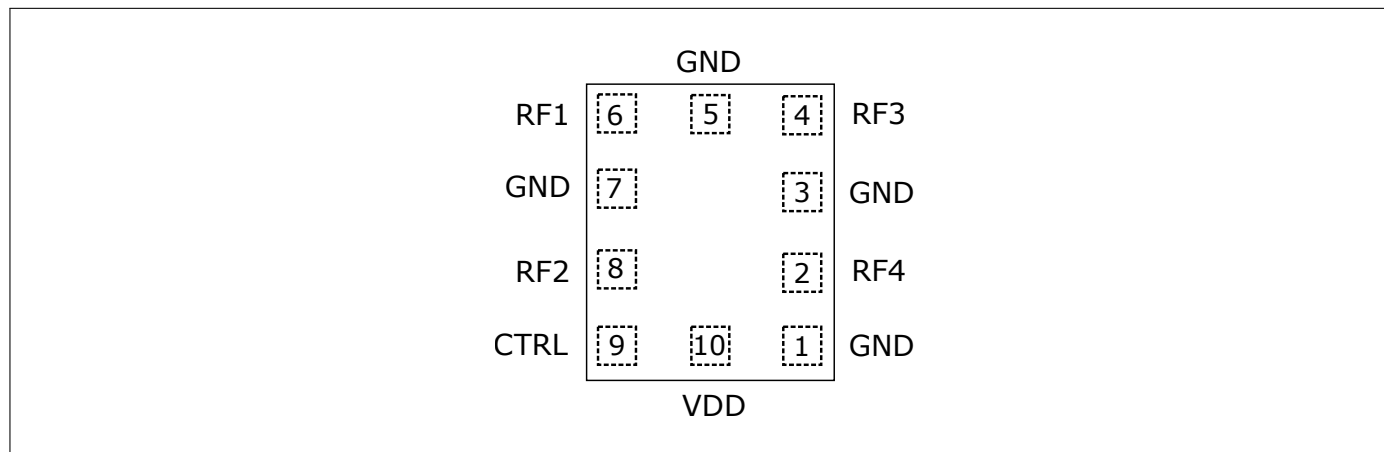 GND
RF1 6 5 4 RF3
GND 7 3 GND
RF2 8 2 RF4
CTRL 9 10 1 GND
VDD